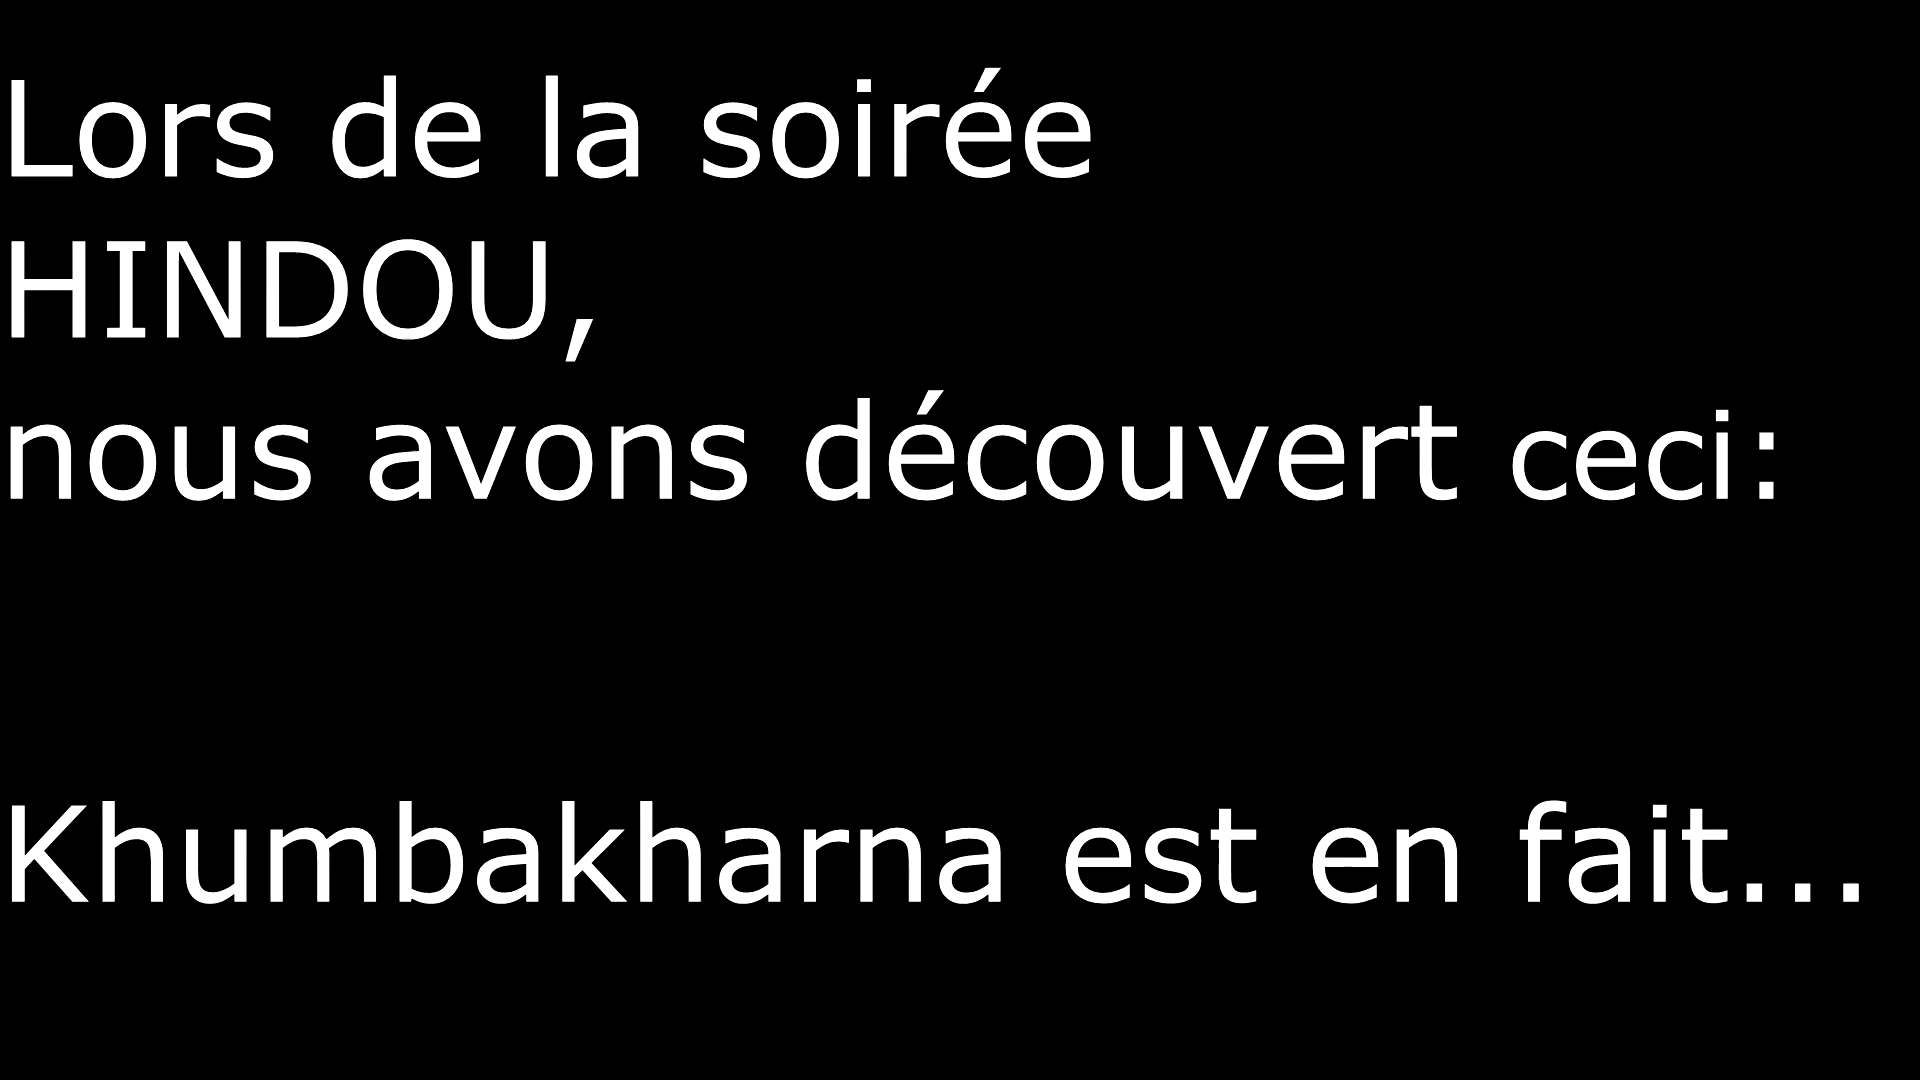 Lors de la soirée
HINDOU,
nous avons découvert ceci:
Khumbakharna est en fait...